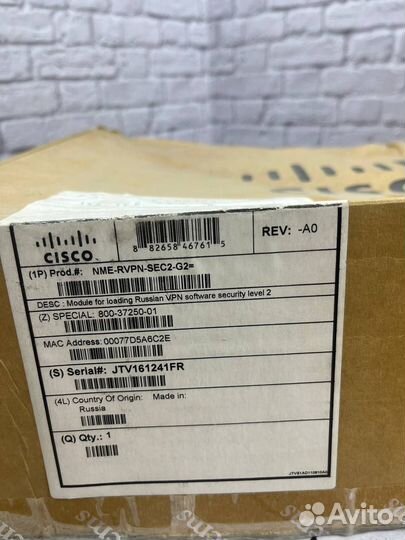 CISCO
CISCO
8 82658 46761 5
REV: -A0
(1P) Prod.#: NME-RVPN-SEC2-G2=
DESC : Module for loading Russian VPN software security level 2
(Z) SPECIAL: 800-37250-01
MAC Address: 00077D5A6C2E
(S) Serial#: JTV161241FR
(4L) Country Of Origin: Made in:
Russia
(Q) Qty.: 1
Avito